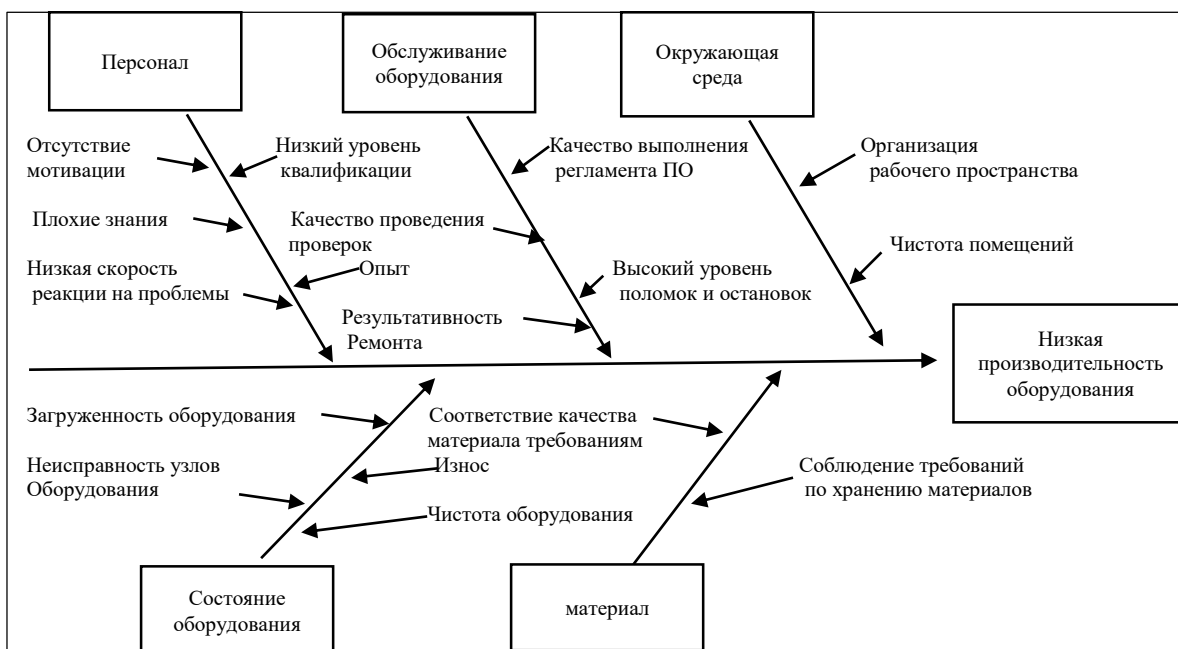 Персонал
Обслуживание
оборудования
Окружающая
среда
Отсутствие
мотивации
Низкий уровень
квалификации
Плохие знания
Низкая скорость
реакции на проблемы
Опыт
Качество выполнения
регламента ПО
Качество проведения
проверок
Высокий уровень
поломок и остановок
Результативность
Ремонта
Организация
рабочего пространства
Чистота помещений
Низкая
производительность
оборудования
Загруженность оборудования
Неисправность узлов
Оборудования
Износ
Чистота оборудования
Соответствие качества
материала требованиям
Соблюдение требований
по хранению материалов
Состояние
оборудования
материал